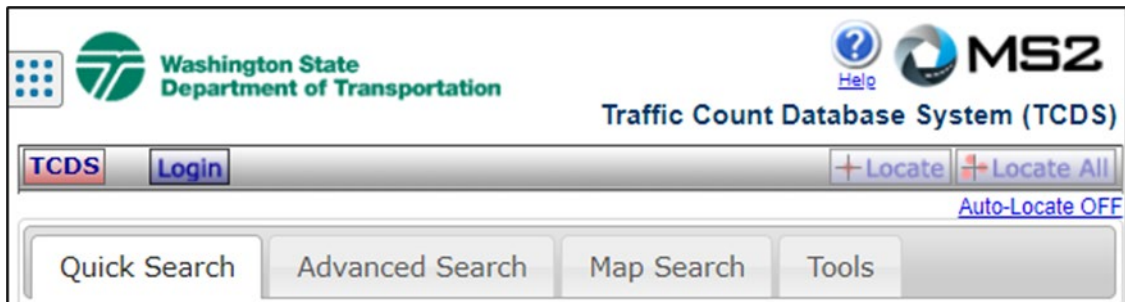 Washington State
Department of Transportation
?
Help
MS2
Traffic Count Database System (TCDS)
TCDS Login Locate Locate All
Auto-Locate OFF
Quick Search Advanced Search Map Search Tools